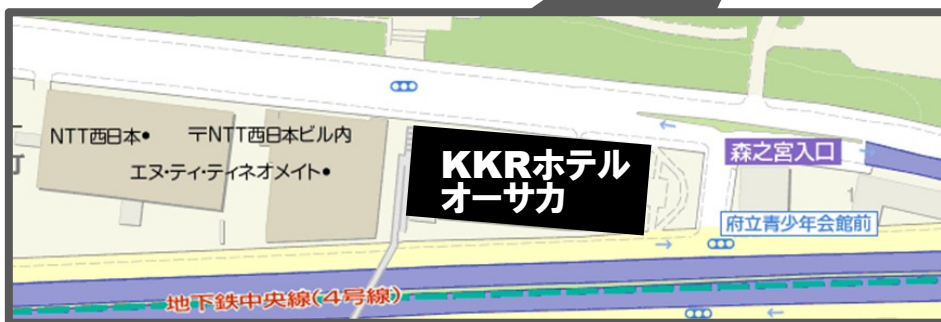 NTT西日本
〒NTT西日本ビル内
エヌ・ティ・ティネオメイト
KKRホテル
オーサカ
森之宮入口
府立青少年会館前
地下鉄中央線(4号線)